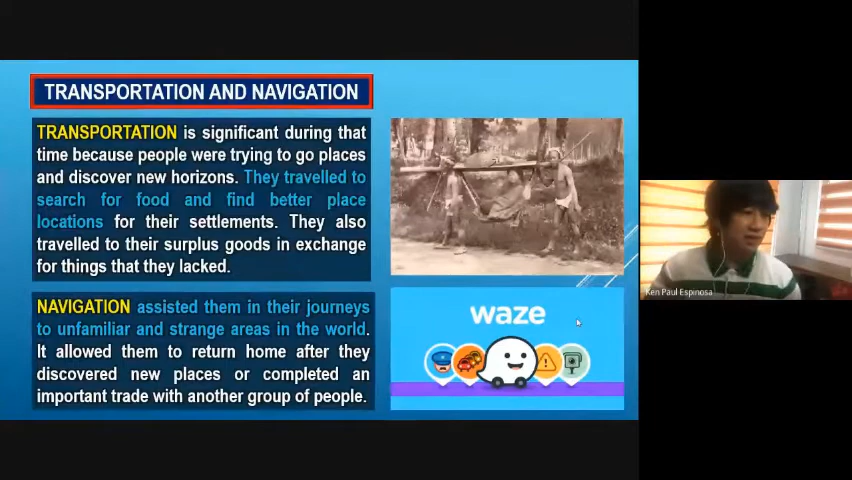 TRANSPORTATION AND NAVIGATION
TRANSPORTATION is significant during that
time because people were trying to go places
and discover new horizons. They travelled to
search for food and find better place
locations for their settlements. They also
travelled to their surplus goods in exchange
for things that they lacked.
NAVIGATION assisted them in their journeys
to unfamiliar and strange areas in the world.
It allowed them to return home after they
discovered new places or completed an
important trade with another group of people.
waze
Ken Paul Espinosa